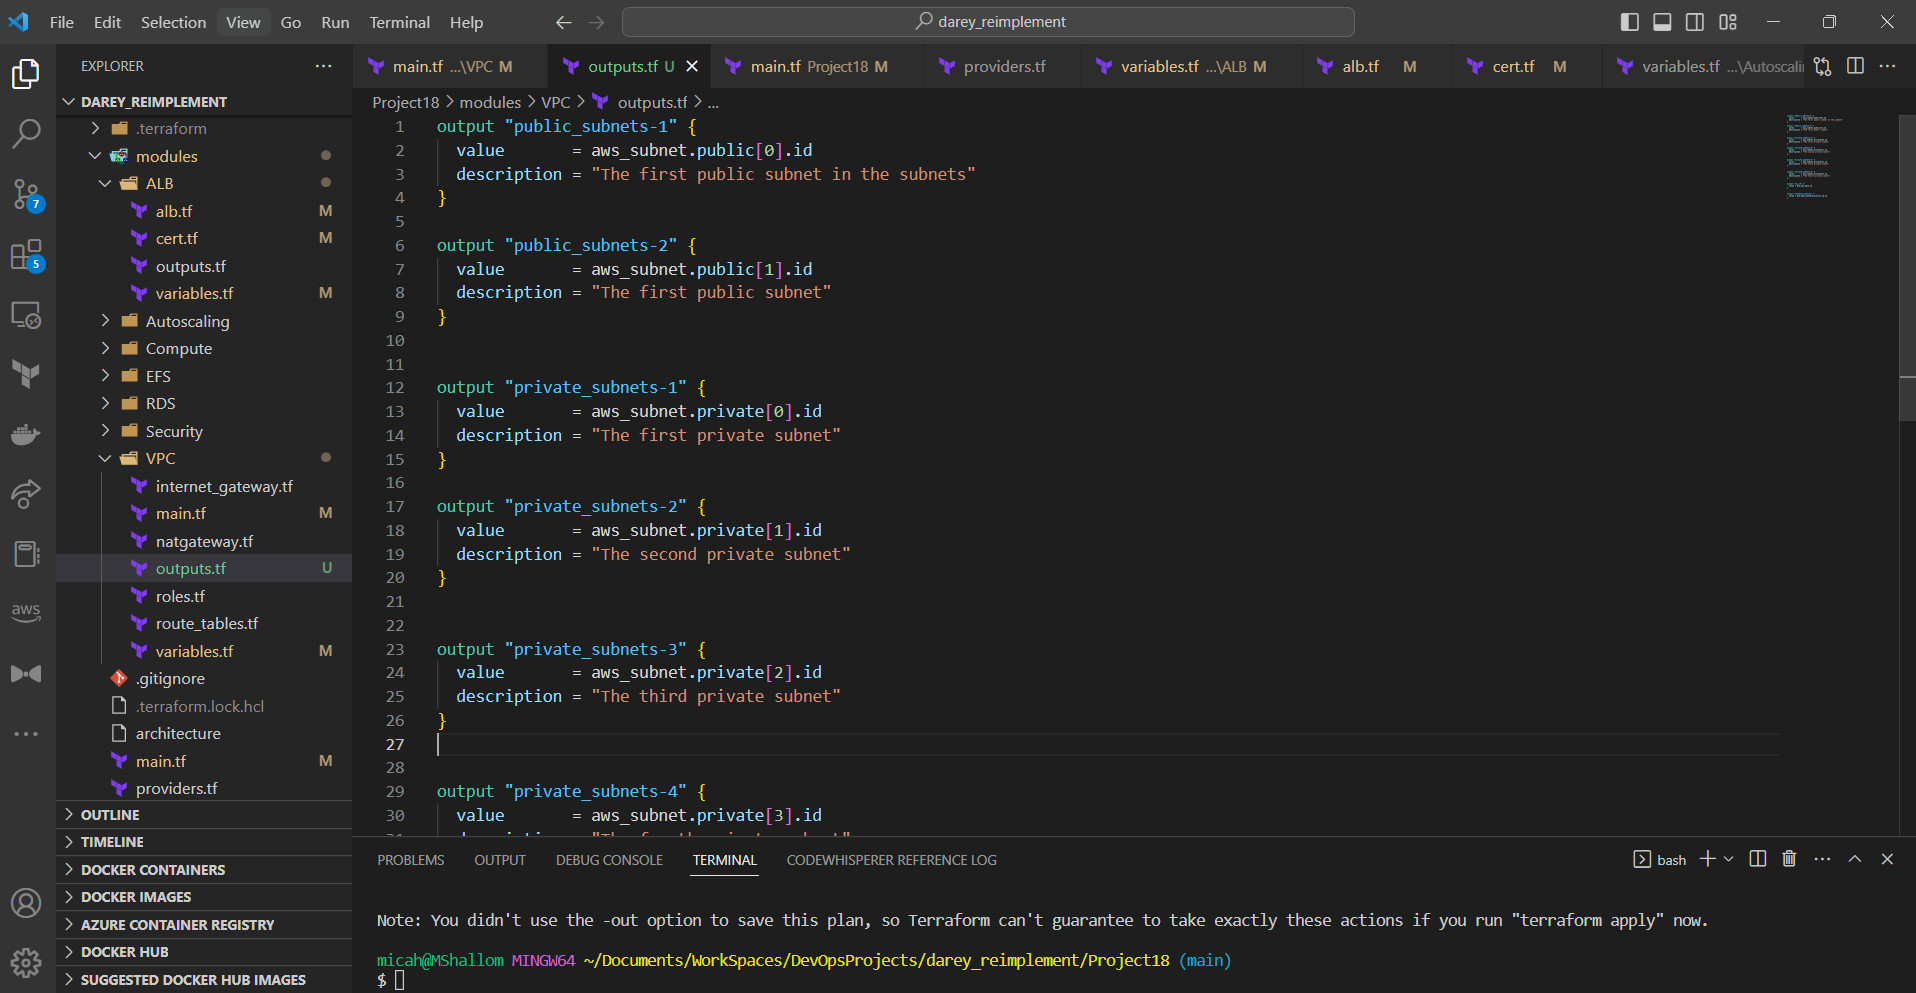 File Edit Selection View Go Run Terminal Help
darey_reimplement
EXPLORER
DAREY_REIMPLEMENT
.terraform
modules
ALB
alb.tf M
cert.tf M
outputs.tf
variables.tf M
Autoscaling
Compute
EFS
RDS
Security
VPC
internet_gateway.tf
main.tf M
natgateway.tf
outputs.tf U
roles.tf
route_tables.tf
variables.tf M
.gitignore
.terraform.lock.hcl
architecture
main.tf M
providers.tf
OUTLINE
TIMELINE
DOCKER CONTAINERS
DOCKER IMAGES
AZURE CONTAINER REGISTRY
DOCKER HUB
SUGGESTED DOCKER HUB IMAGES
7
5
aws
main.tf ...\VPC M
outputs.tf U
main.tf Project18 M
providers.tf
variables.tf ...\ALB M
alb.tf M
cert.tf M
variables.tf ...\Autoscali
Project18 > modules > VPC > outputs.tf > ...
1 output "public_subnets-1" {
2 value = aws_subnet.public[0].id
3 description = "The first public subnet in the subnets"
4 }
5
6 output "public_subnets-2" {
7 value = aws_subnet.public[1].id
8 description = "The first public subnet"
9 }
10
11
12 output "private_subnets-1" {
13 value = aws_subnet.private[0].id
14 description = "The first private subnet"
15 }
16
17 output "private_subnets-2" {
18 value = aws_subnet.private[1].id
19 description = "The second private subnet"
20 }
21
22
23 output "private_subnets-3" {
24 value = aws_subnet.private[2].id
25 description = "The third private subnet"
26 }
27
28
29 output "private_subnets-4" {
30 value = aws_subnet.private[3].id
PROBLEMS OUTPUT DEBUG CONSOLE TERMINAL CODEWHISPERER REFERENCE LOG
bash
Note: You didn't use the -out option to save this plan, so Terraform can't guarantee to take exactly these actions if you run "terraform apply" now.
micah@MShallom MINGW64 ~/Documents/WorkSpaces/DevOpsProjects/darey_reimplement/Project18 (main)
$